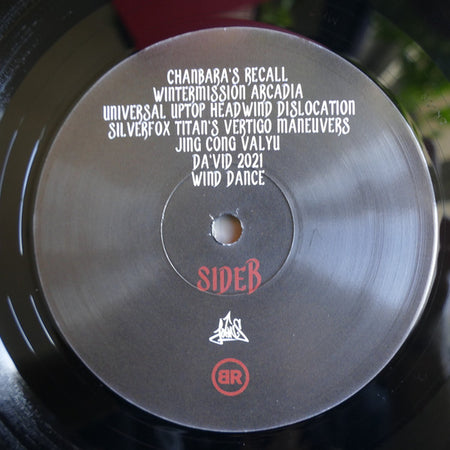 CHANBARA'S RECALL
WINTERMISSION ARCADIA
UNIVERSAL UPTOP HEADWIND DISLOCATION
SILVERFOX TITAN'S VERTIGO MANEUVERS
JING CONG VALYU
DA'VID 2021
WIND DANCE
SIDE B
BR